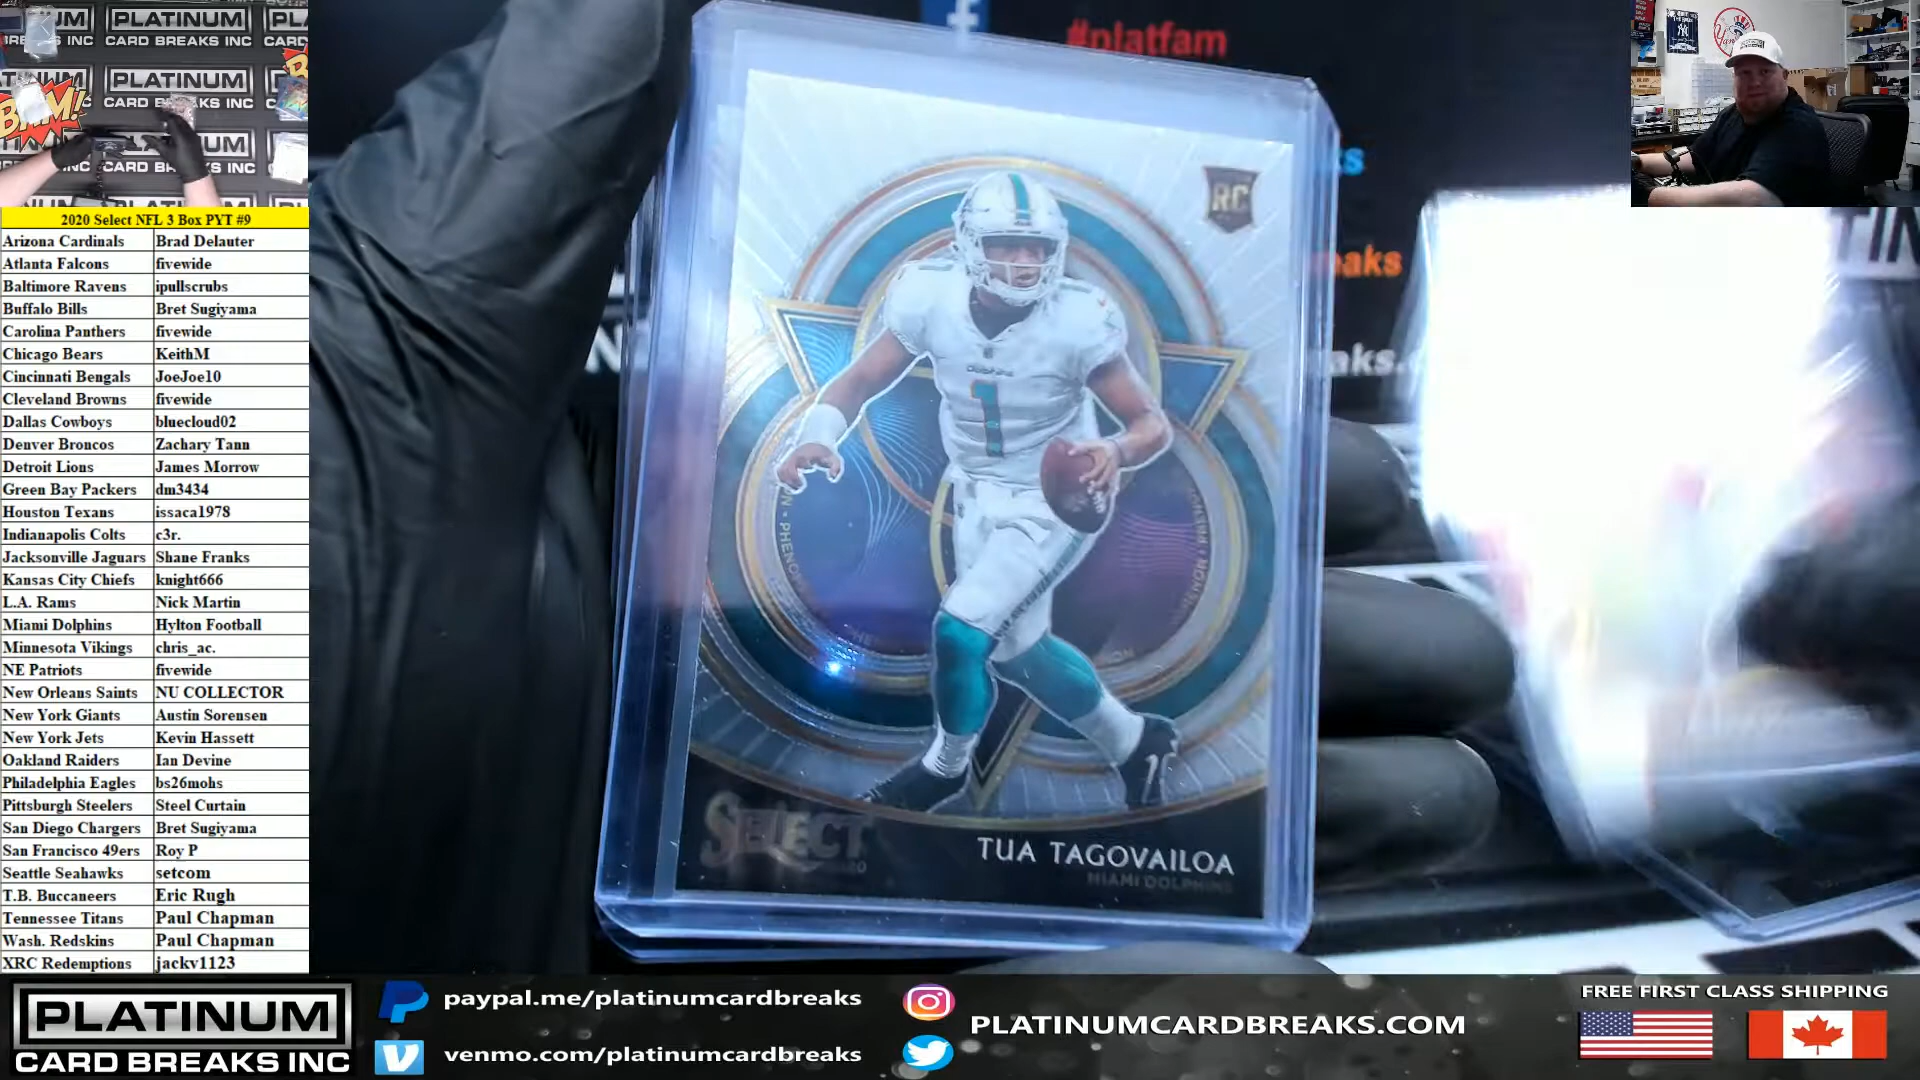 PLATINUM
CARD BREAKS INC
BAM!
#platfam
2020 Select NFL 3 Box PYT #9
Arizona Cardinals Brad Delauter
Atlanta Falcons fivewide
Baltimore Ravens ipullscrubs
Buffalo Bills Bret Sugiyama
Carolina Panthers fivewide
Chicago Bears KeithM
Cincinnati Bengals JoeJoe10
Cleveland Browns fivewide
Dallas Cowboys bluecloud02
Denver Broncos Zachary Tann
Detroit Lions James Morrow
Green Bay Packers dm3434
Houston Texans issaca1978
Indianapolis Colts c3r.
Jacksonville Jaguars Shane Franks
Kansas City Chiefs knight666
L.A. Rams Nick Martin
Miami Dolphins Hylton Football
Minnesota Vikings chris_ac.
NE Patriots fivewide
New Orleans Saints NU COLLECTOR
New York Giants Austin Sorensen
New York Jets Kevin Hassett
Oakland Raiders Ian Devine
Philadelphia Eagles bs26mohs
Pittsburgh Steelers Steel Curtain
San Diego Chargers Bret Sugiyama
San Francisco 49ers Roy P
Seattle Seahawks setcom
T.B. Buccaneers Eric Rugh
Tennessee Titans Paul Chapman
Wash. Redskins Paul Chapman
XRC Redemptions jackv1123
RC
Dolphins
1
SELECT
TUA TAGOVAILOA
MIAMI DOLPHINS
PLATINUM
CARD BREAKS INC
paypal.me/platinumcardbreaks
venmo.com/platinumcardbreaks
PLATINUMCARDBREAKS.COM
FREE FIRST CLASS SHIPPING